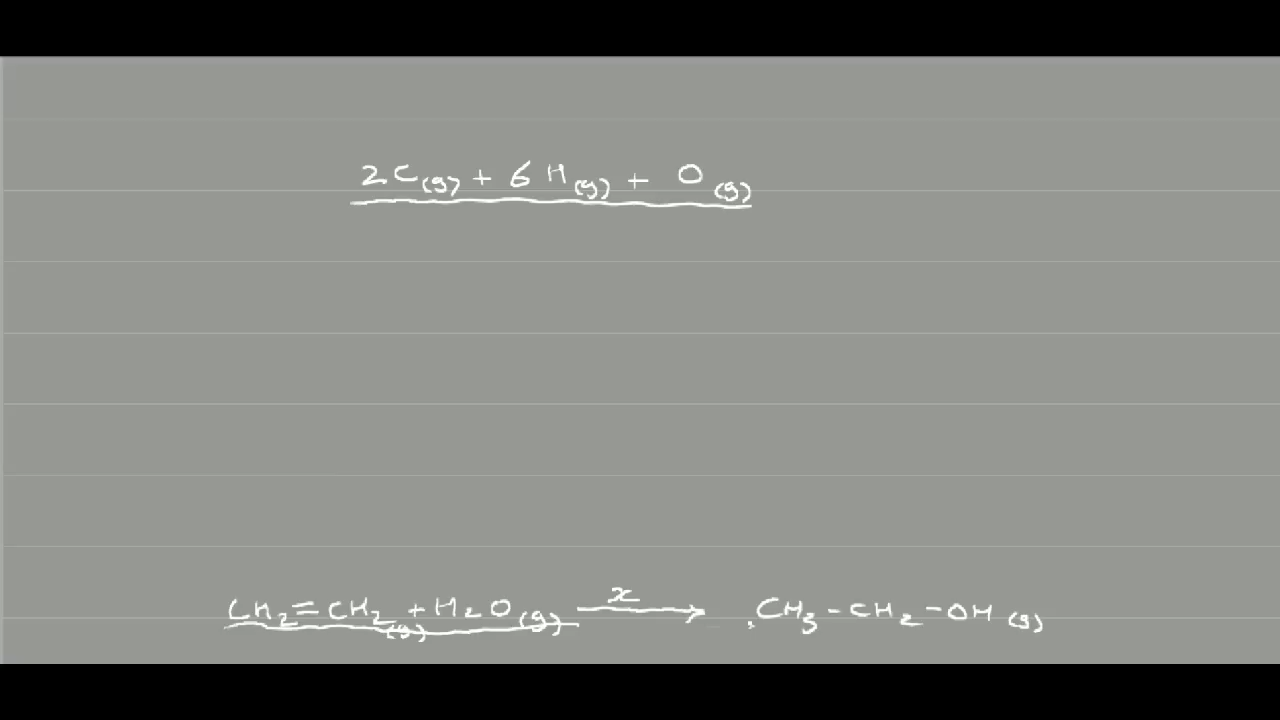 2C(g) + 6H(g) + O(g)
CH₂=CH₂(g) + H₂O(g) —x→ CH₃-CH₂-OH(g)